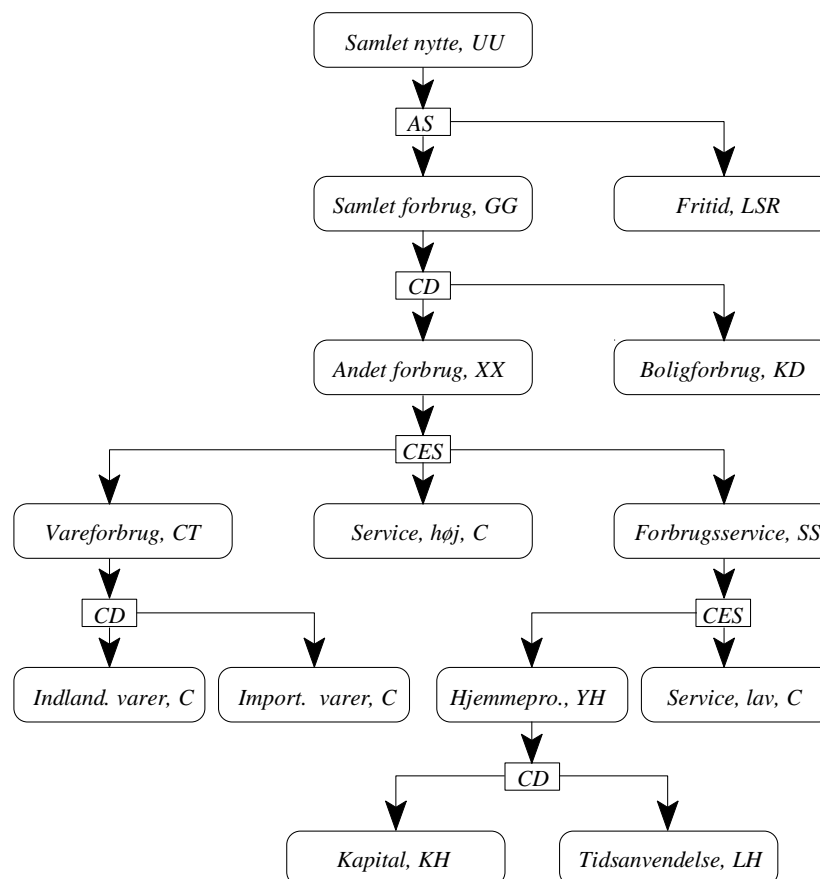 Samlet nytte, UU
AS
Samlet forbrug, GG
Fritid, LSR
CD
Andet forbrug, XX
Boligforbrug, KD
CES
Vareforbrug, CT
Service, høj, C
Forbrugsservice, SS
CD
CES
Indland. varer, C
Import. varer, C
Hjemmepro., YH
Service, lav, C
CD
Kapital, KH
Tidsanvendelse, LH